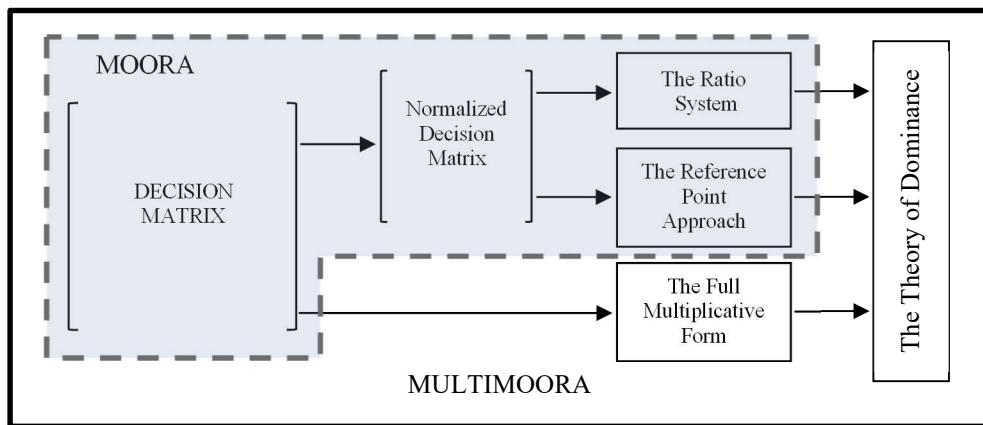 MOORA
DECISION
MATRIX
Normalized
Decision
Matrix
The Ratio
System
The Reference
Point
Approach
The Full
Multiplicative
Form
The Theory of Dominance
MULTIMOORA